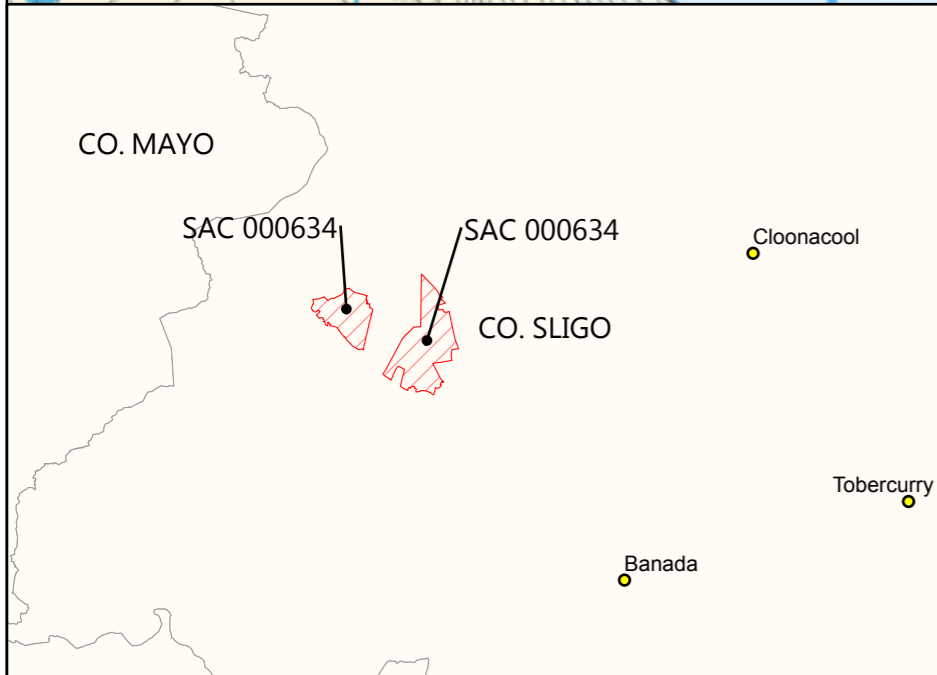 CO. MAYO
SAC 000634
SAC 000634
Cloonacool
CO. SLIGO
Tobercurry
Banada